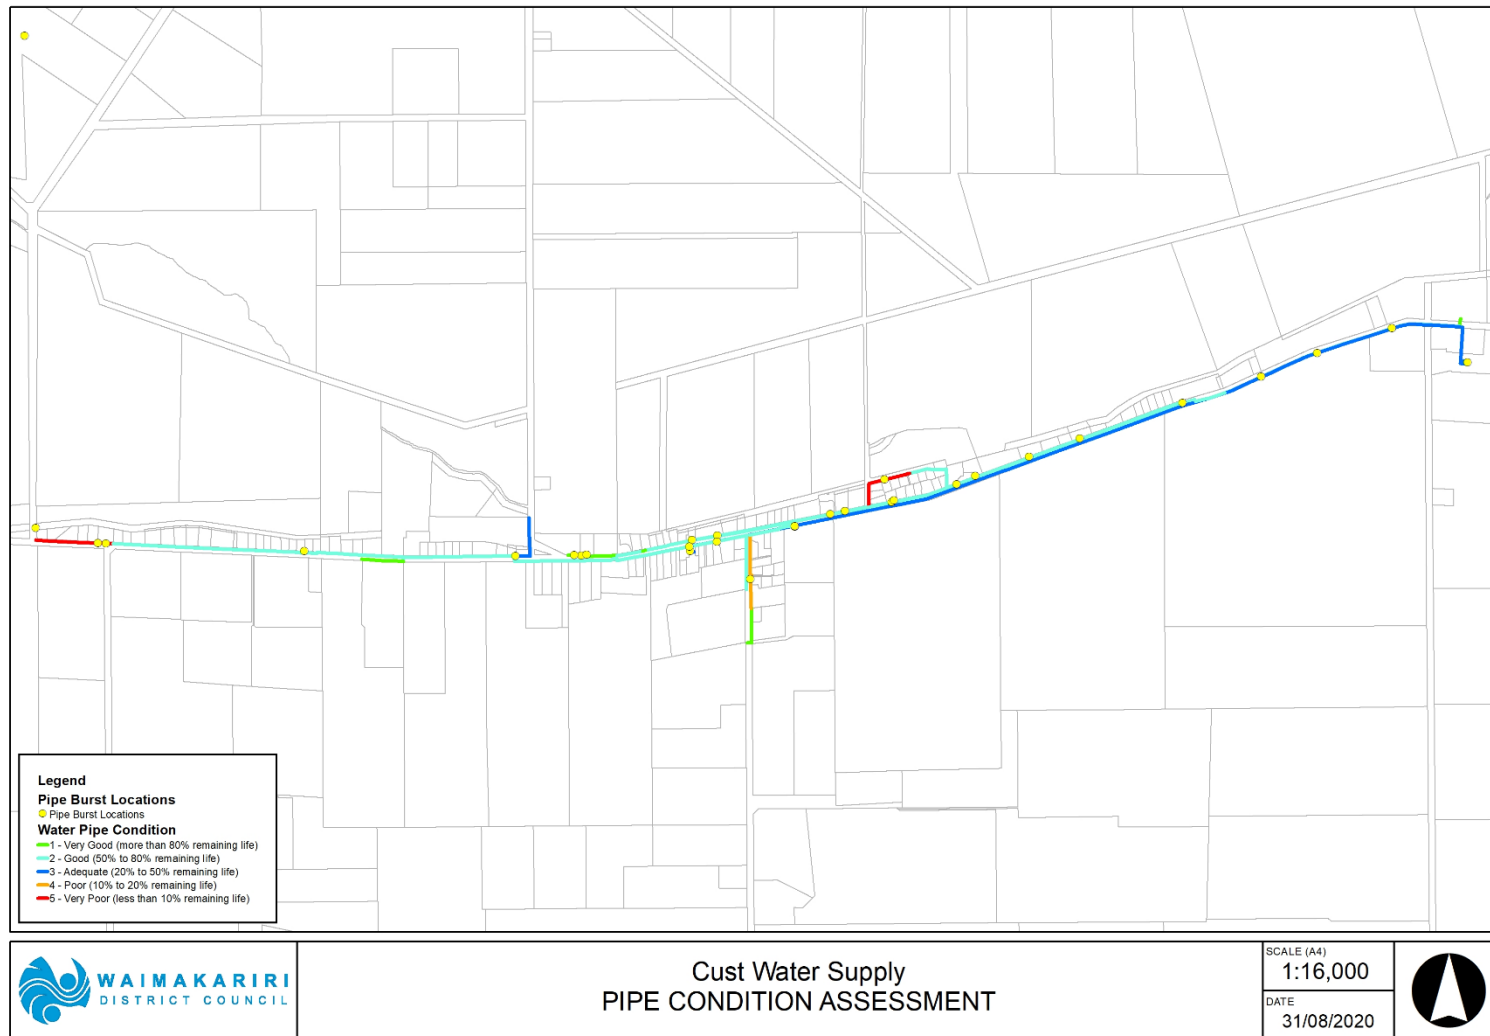 Legend
Pipe Burst Locations
Pipe Burst Locations
Water Pipe Condition
1 - Very Good (more than 80% remaining life)
2 - Good (50% to 80% remaining life)
3 - Adequate (20% to 50% remaining life)
4 - Poor (10% to 20% remaining life)
5 - Very Poor (less than 10% remaining life)
WAIMAKARIRI
DISTRICT COUNCIL
Cust Water Supply
PIPE CONDITION ASSESSMENT
SCALE (A4)
1:16,000
DATE
31/08/2020